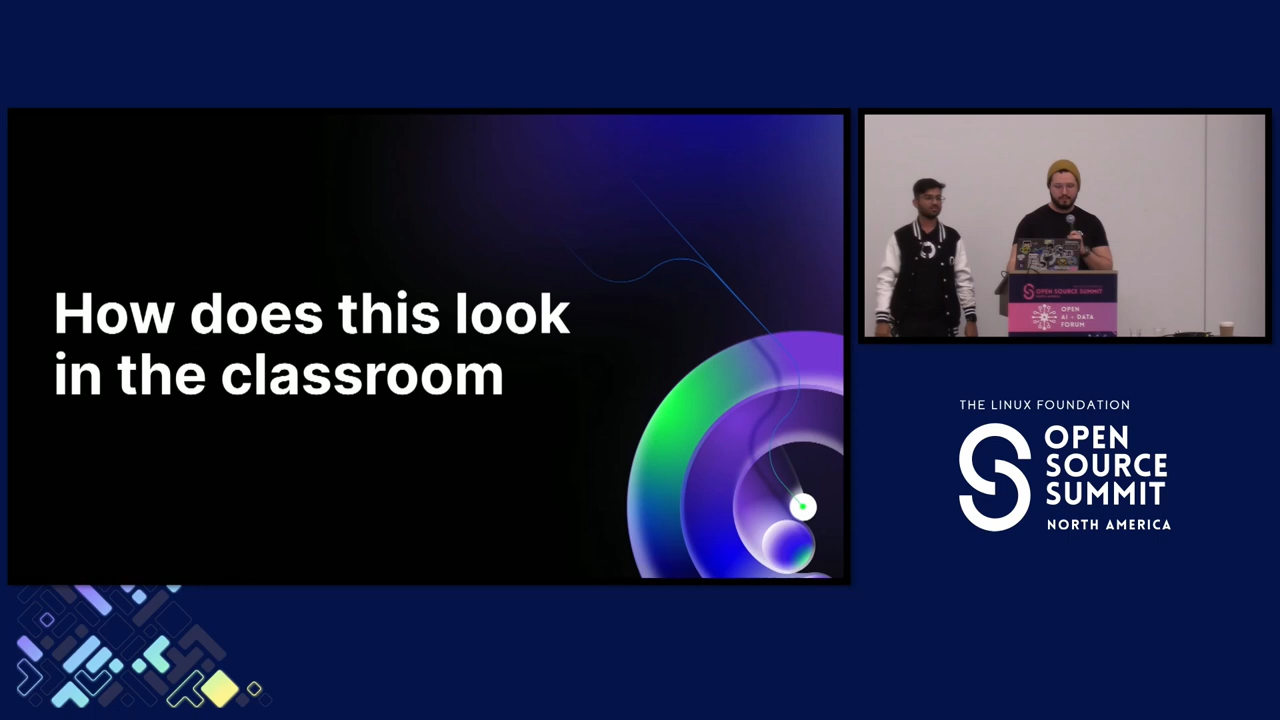 How does this look
in the classroom
OPEN SOURCE SUMMIT
OPEN
AI + DATA
FORUM
THE LINUX FOUNDATION
OPEN
SOURCE
SUMMIT
NORTH AMERICA